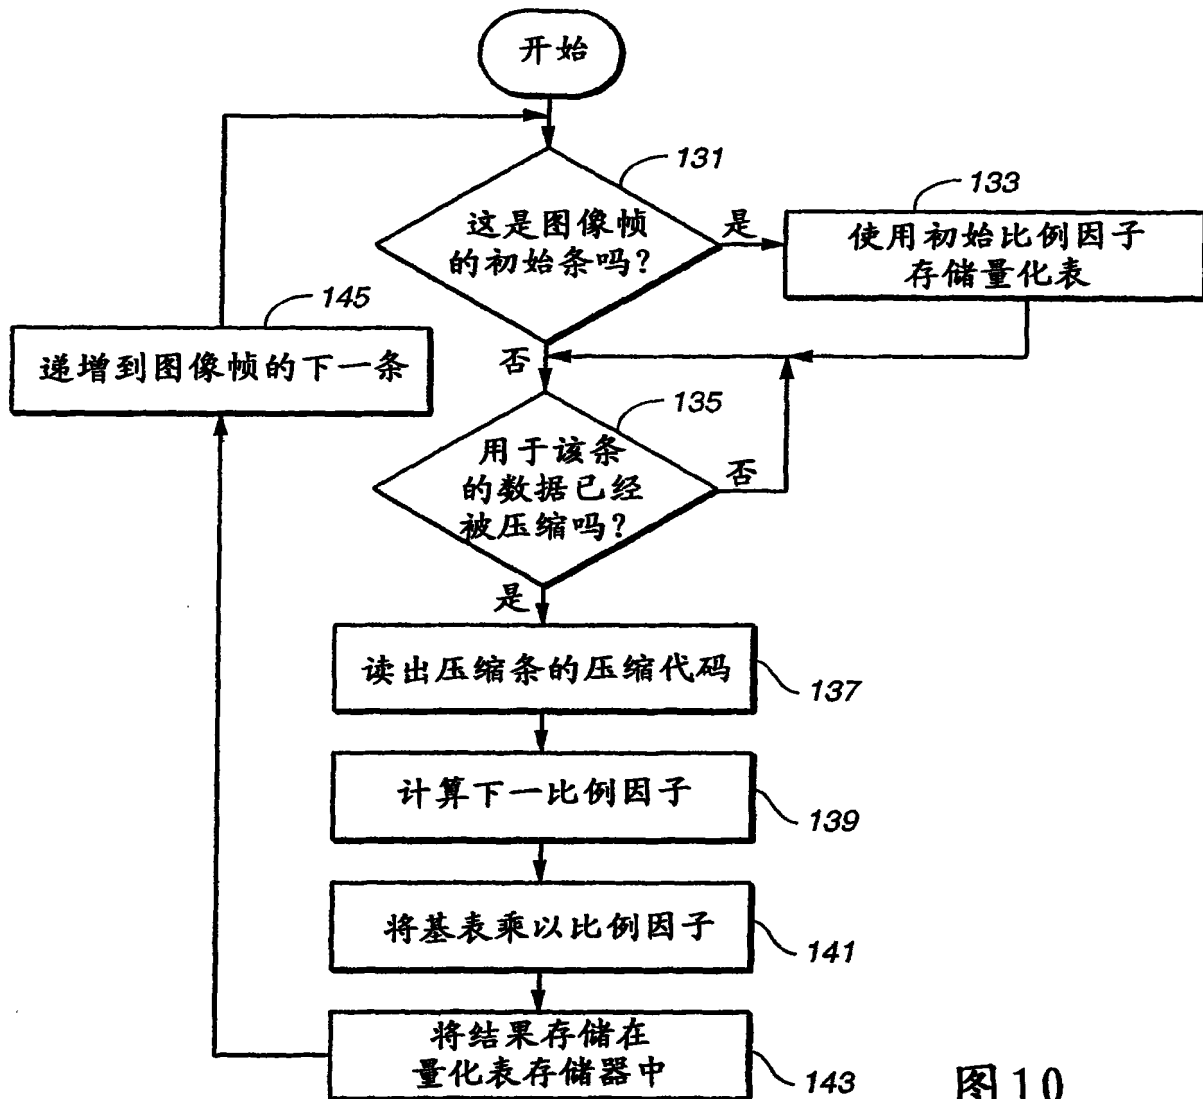 开始
131
这是图像帧
的初始条吗?
是
133
使用初始比例因子
存储量化表
145
递增到图像帧的下一条
否
135
用于该条
的数据已经
被压缩吗?
否
是
读出压缩条的压缩代码
137
计算下一比例因子
139
将基表乘以比例因子
141
将结果存储在
量化表存储器中
143
图10